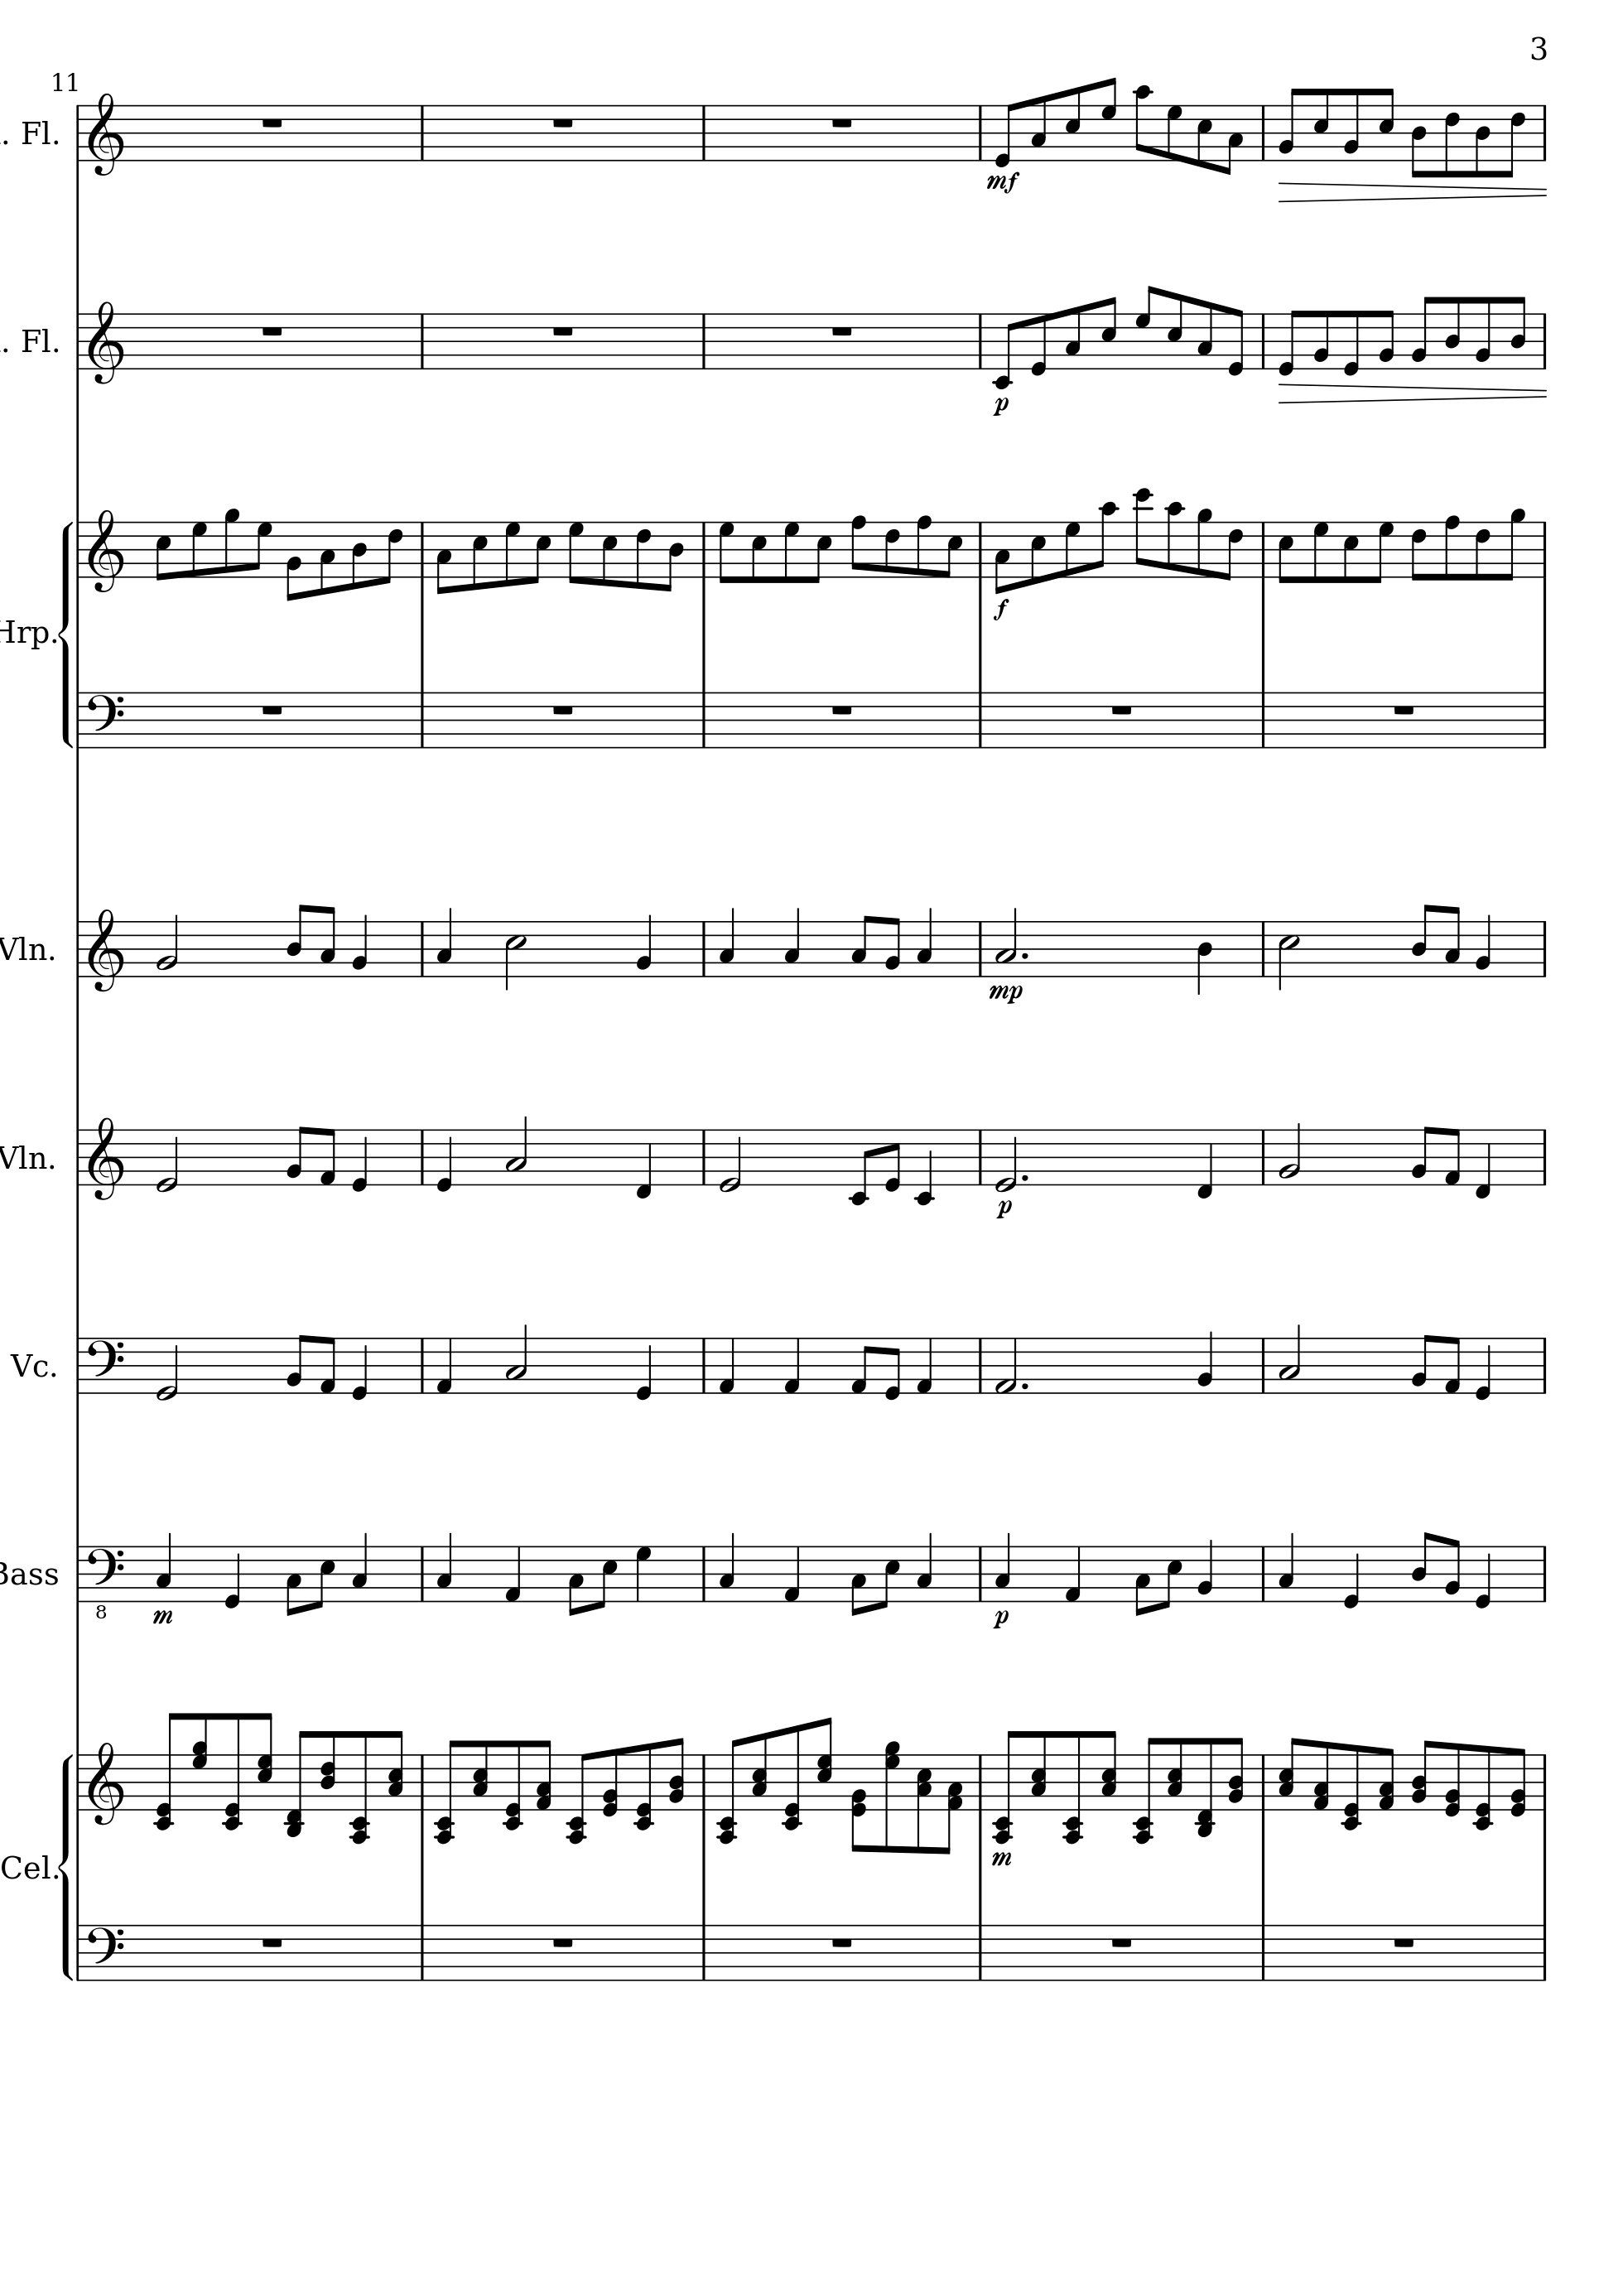 3
11
. Fl.
mf
. Fl.
p
Hrp.
f
Vln.
mp
Vln.
p
Vc.
Bass
8
m
p
Cel.
m